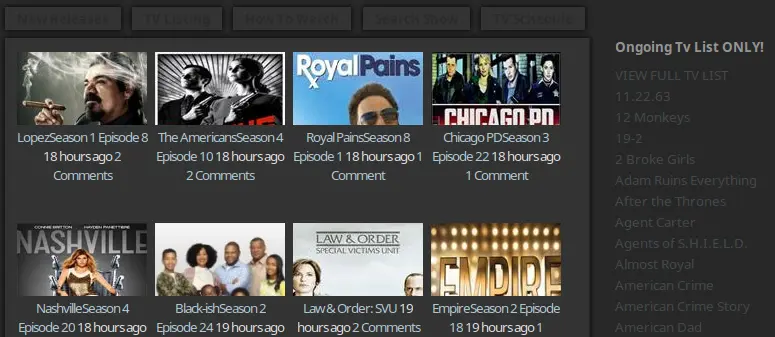 New Releases TV Listing How To Watch Search Show TV Scissonie
Ongoing Tv List ONLY!
VIEW FULL TV LIST
11.22.63
12 Monkeys
19-2
2 Broke Girls
Adam Ruins Everything
After the Thrones
Agent Carter
Agents of S.H.I.E.L.D.
Almost Royal
American Crime
American Crime Story
American Dad
Royal Pains
CHICAGO PD
LopezSeason 1 Episode 8
18 hours ago 2
Comments
The AmericansSeason 4
Episode 10 18 hours ago
2 Comments
Royal PainsSeason 8
Episode 1 18 hours ago 1
Comment
Chicago PDSeason 3
Episode 22 18 hours ago
1 Comment
CONNIE BRITTON HAYDEN PANETTIERE
NASHVILLE
LAW & ORDER
SPECIAL VICTIMS UNIT
EMPIRE
NashvilleSeason 4
Episode 20 18 hours ago
Black-ishSeason 2
Episode 24 19 hours ago
Law & Order: SVU 19
hours ago 2 Comments
EmpireSeason 2 Episode
18 19 hours ago 1